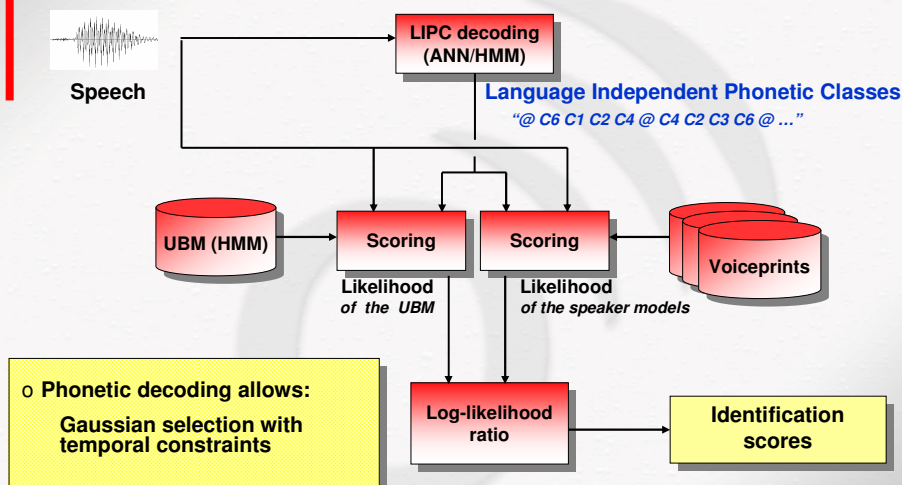 LIPC decoding
(ANN/HMM)
Speech
Language Independent Phonetic Classes
“@ C6 C1 C2 C4 @ C4 C2 C3 C6 @ …”
UBM (HMM)
Scoring
Scoring
Voiceprints
Likelihood
of the UBM
Likelihood
of the speaker models
o Phonetic decoding allows:
Gaussian selection with
temporal constraints
Log-likelihood
ratio
Identification
scores